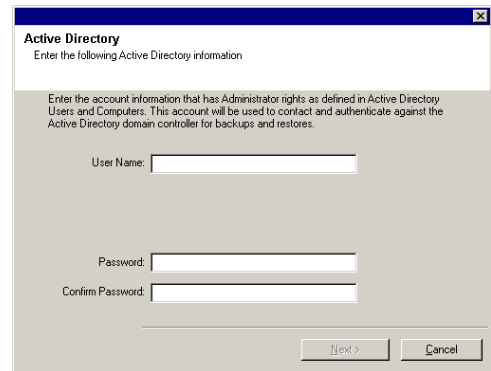 Active Directory
Enter the following Active Directory information
Enter the account information that has Administrator rights as defined in Active Directory
Users and Computers. This account will be used to contact and authenticate against the
Active Directory domain controller for backups and restores.
User Name:
Password:
Confirm Password:
Next >
Cancel